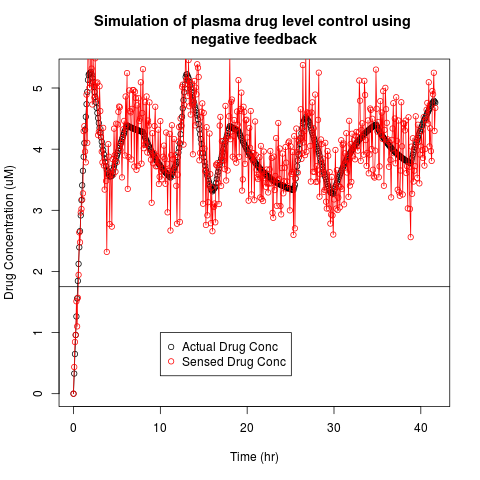 Simulation of plasma drug level control using
negative feedback
Drug Concentration (uM)
5
4
3
2
1
0
Actual Drug Conc
Sensed Drug Conc
0 10 20 30 40
Time (hr)